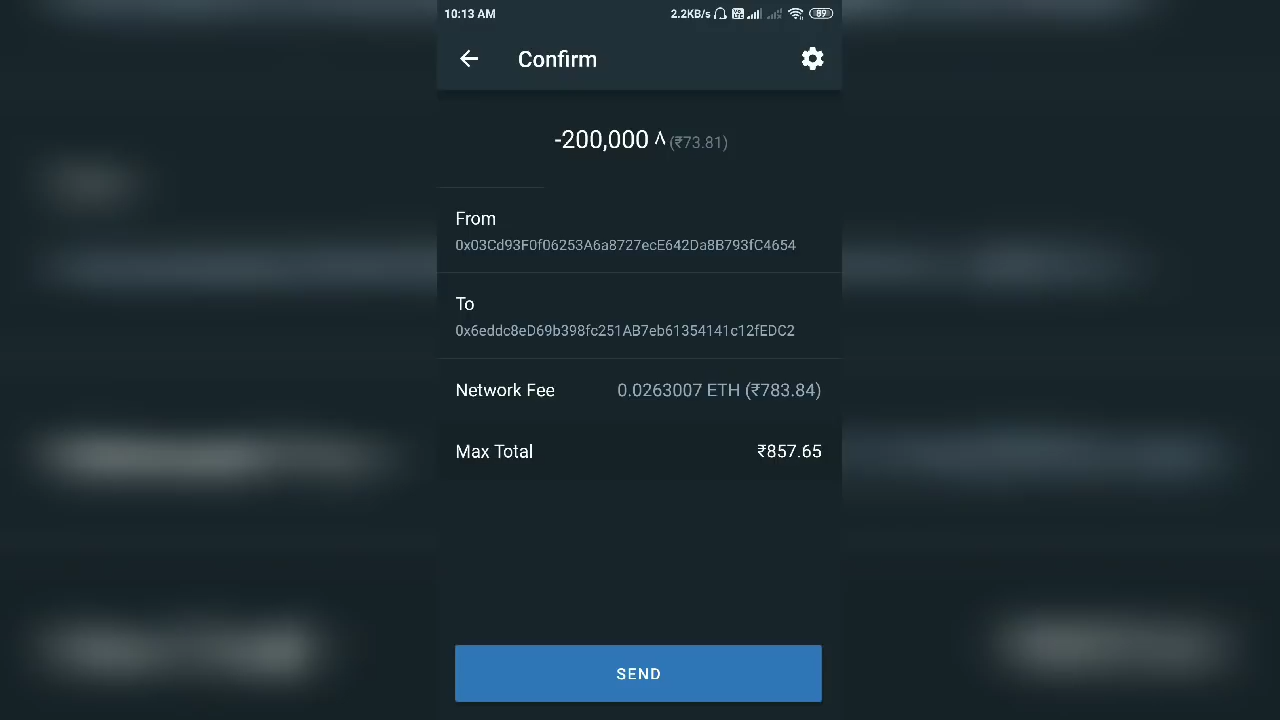 10:13 AM 2.2KB/s 89
Confirm
-200,000 ꓥ (₹73.81)
From
0x03Cd93F0f06253A6a8727ecE642Da8B793fC4654
To
0x6eddc8eD69b398fc251AB7eb61354141c12fEDC2
Network Fee 0.0263007 ETH (₹783.84)
Max Total ₹857.65
SEND